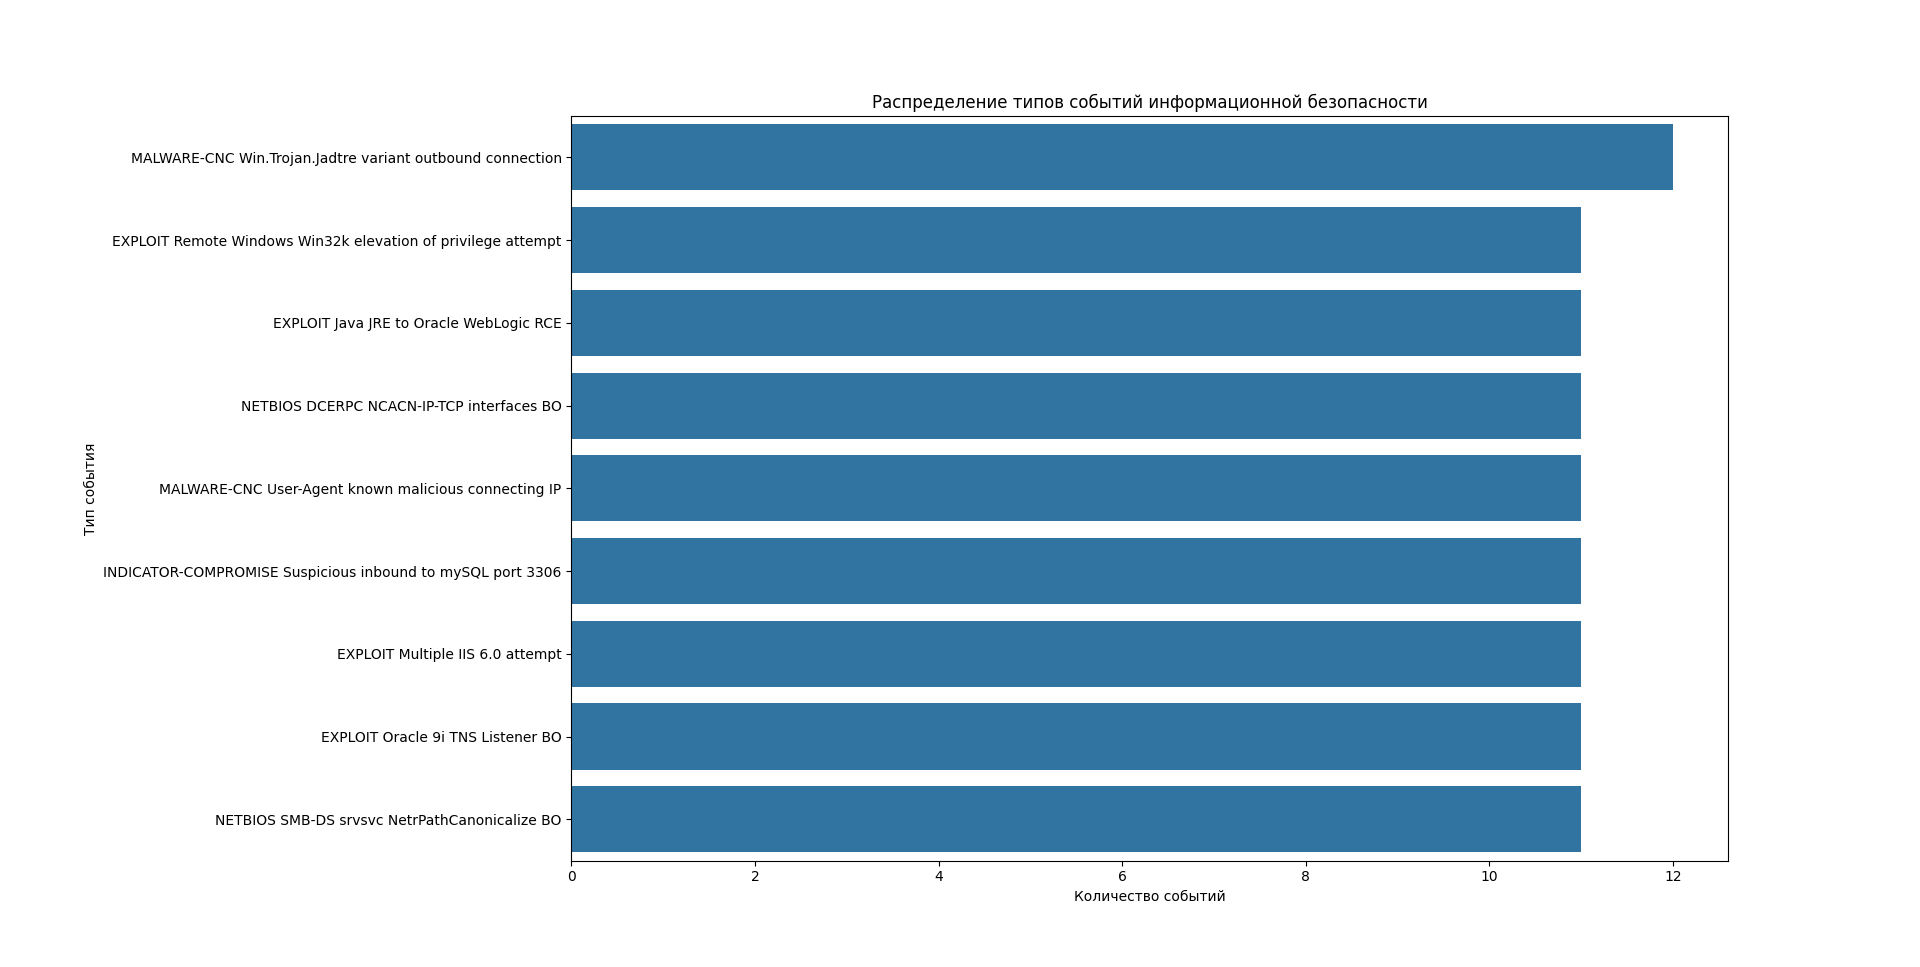 Распределение типов событий информационной безопасности
MALWARE-CNC Win.Trojan.Jadtre variant outbound connection
EXPLOIT Remote Windows Win32k elevation of privilege attempt
EXPLOIT Java JRE to Oracle WebLogic RCE
NETBIOS DCERPC NCACN-IP-TCP interfaces BO
MALWARE-CNC User-Agent known malicious connecting IP
INDICATOR-COMPROMISE Suspicious inbound to mySQL port 3306
EXPLOIT Multiple IIS 6.0 attempt
EXPLOIT Oracle 9i TNS Listener BO
NETBIOS SMB-DS srvsvc NetrPathCanonicalize BO
Тип события
0 2 4 6 8 10 12
Количество событий